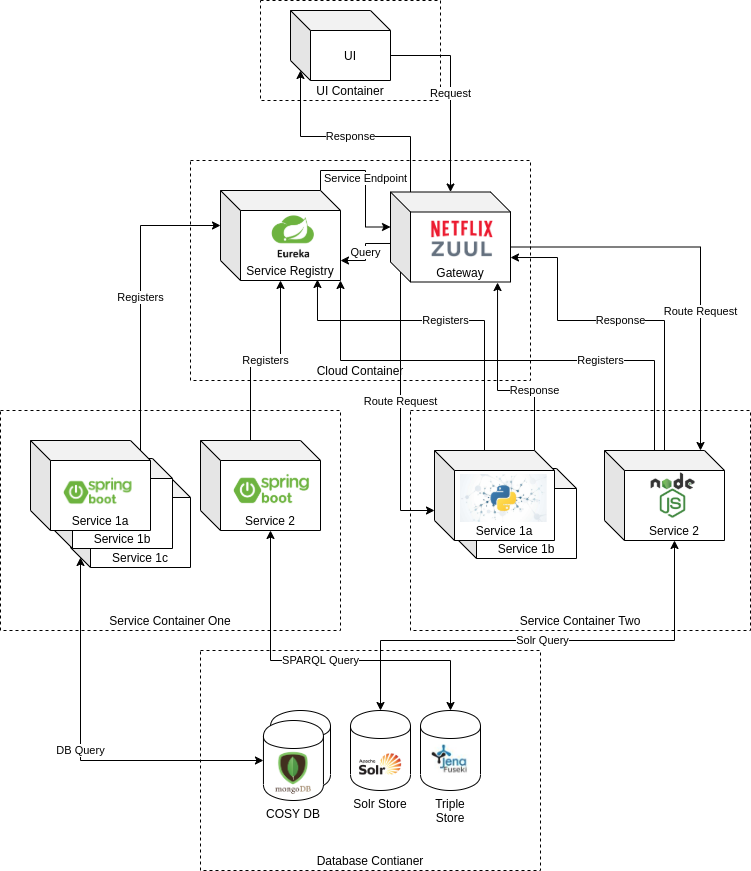 UI
UI Container
Request
Response
Service Endpoint
Eureka
Service Registry
Query
NETFLIX
ZUUL
Gateway
Registers
Registers
Registers
Registers
Response
Route Request
Cloud Container
Response
Route Request
spring
boot
Service 1a
Service 1b
Service 1c
spring
boot
Service 2
Service Container One
Service 1a
Service 1b
node
JS
Service 2
Service Container Two
Solr Query
SPARQL Query
DB Query
mongoDB
COSY DB
Apache
Solr
Solr Store
jena
Fuseki
Triple
Store
Database Contianer